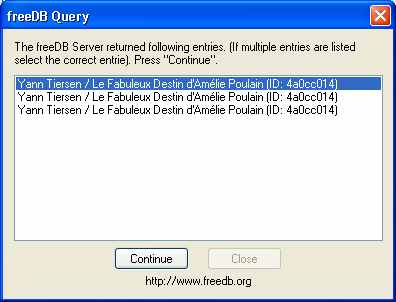 freeDB Query
The freeDB Server returned following entries. (If multiple entries are listed
select the correct entrie). Press "Continue".
Yann Tiersen / Le Fabuleux Destin d'Amélie Poulain (ID: 4a0cc014)
Yann Tiersen / Le Fabuleux Destin d'Amélie Poulain (ID: 4a0cc014)
Yann Tiersen / Le Fabuleux Destin d'Amélie Poulain (ID: 4a0cc014)
Continue Close
http://www.freedb.org